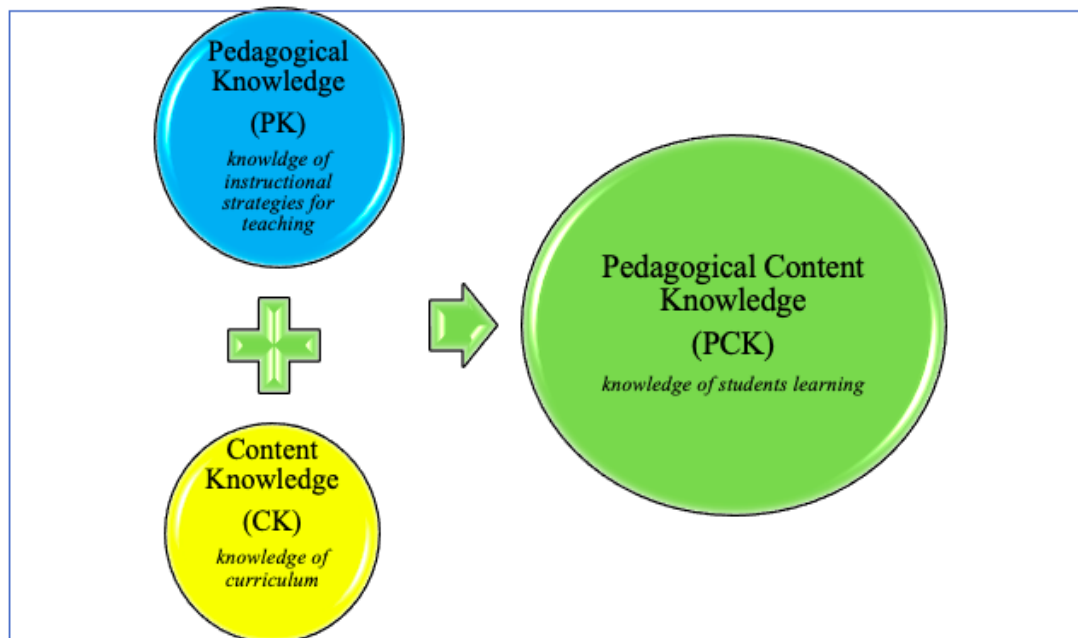 Pedagogical
Knowledge
(PK)
knowldge of
instructional
strategies for
teaching
Content
Knowledge
(CK)
knowledge of
curriculum
Pedagogical Content
Knowledge
(PCK)
knowledge of students learning